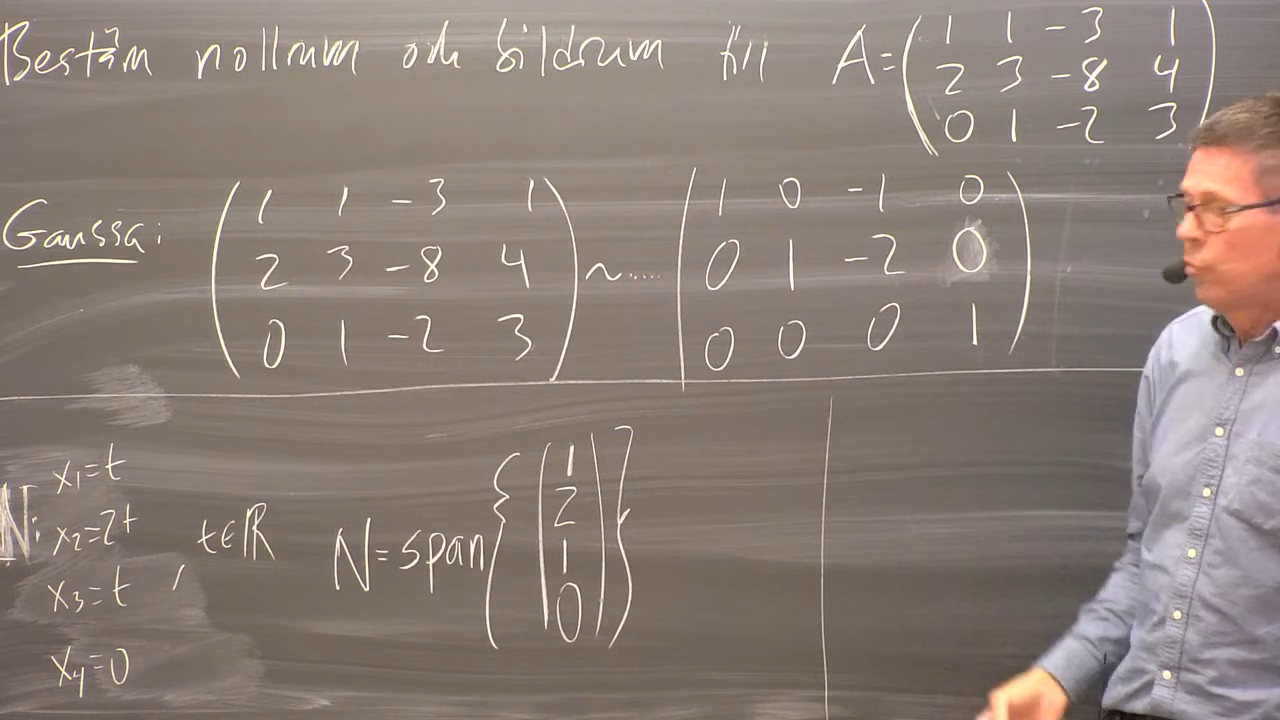 Bestäm nollrum och bildrum till A = ( 1 1 -3 1
2 3 -8 4
0 1 -2 3 )
Gaussa: ( 1 1 -3 1 ) ~.... ( 1 0 -1 0 )
( 2 3 -8 4 ) ( 0 1 -2 0 )
( 0 1 -2 3 ) ( 0 0 0 1 )
N: x₁=t
x₂=2t
x₃=t , t∈ℝ
x₄=0
N=span{ ( 1
2
1
0 ) }